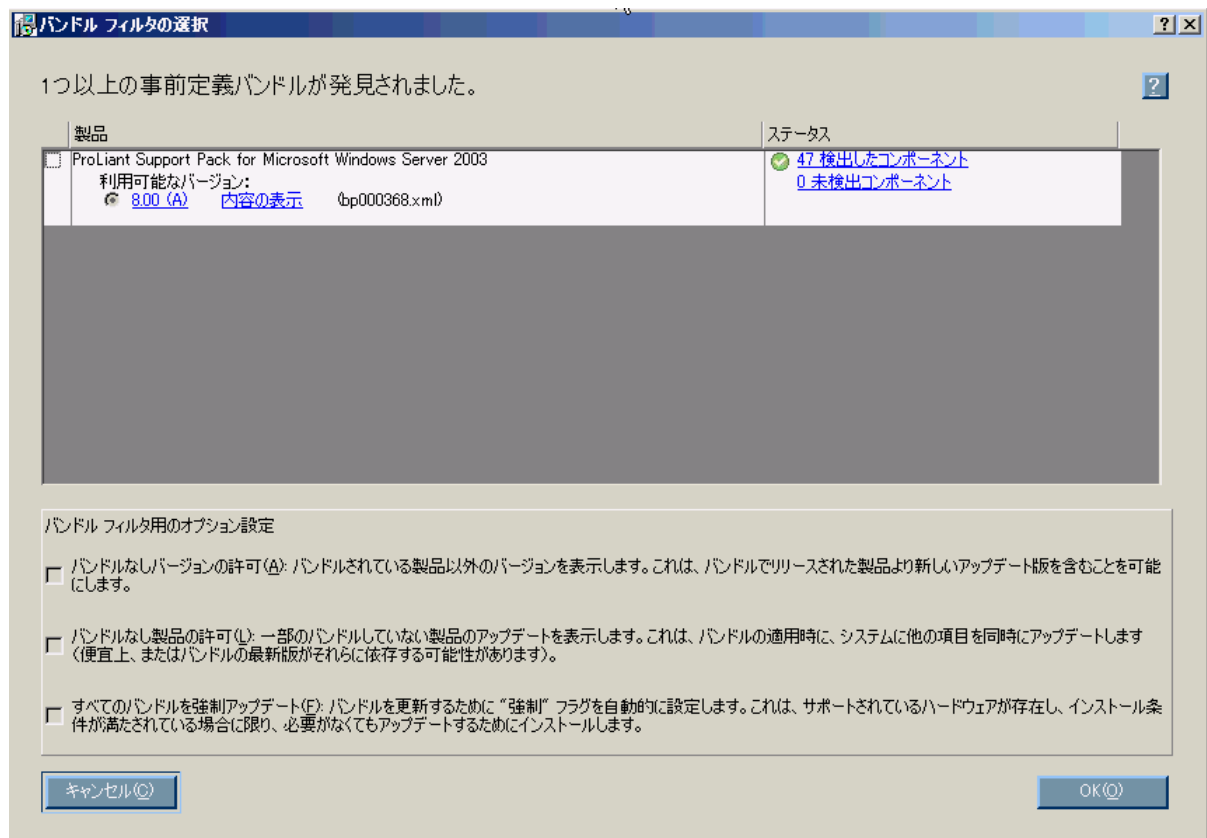 バンドル フィルタの選択
1つ以上の事前定義バンドルが発見されました。
製品 ステータス
ProLiant Support Pack for Microsoft Windows Server 2003 47 検出したコンポーネント
利用可能なバージョン: 0 未検出コンポーネント
8.00 (A) 内容の表示 (bp000368.xml)
バンドル フィルタ用のオプション設定
バンドルなしバージョンの許可(A): バンドルされている製品以外のバージョンを表示します。これは、バンドルでリリースされた製品より新しいアップデート版を含むことを可能
にします。
バンドルなし製品の許可(L): 一部のバンドルしていない製品のアップデートを表示します。これは、バンドルの適用時に、システムに他の項目を同時にアップデートします
(便宜上、またはバンドルの最新版がそれらに依存する可能性があります)。
すべてのバンドルを強制アップデート(F): バンドルを更新するために “強制” フラグを自動的に設定します。これは、サポートされているハードウェアが存在し、インストール条
件が満たされている場合に限り、必要がなくてもアップデートするためにインストールします。
キャンセル(C) OK(O)